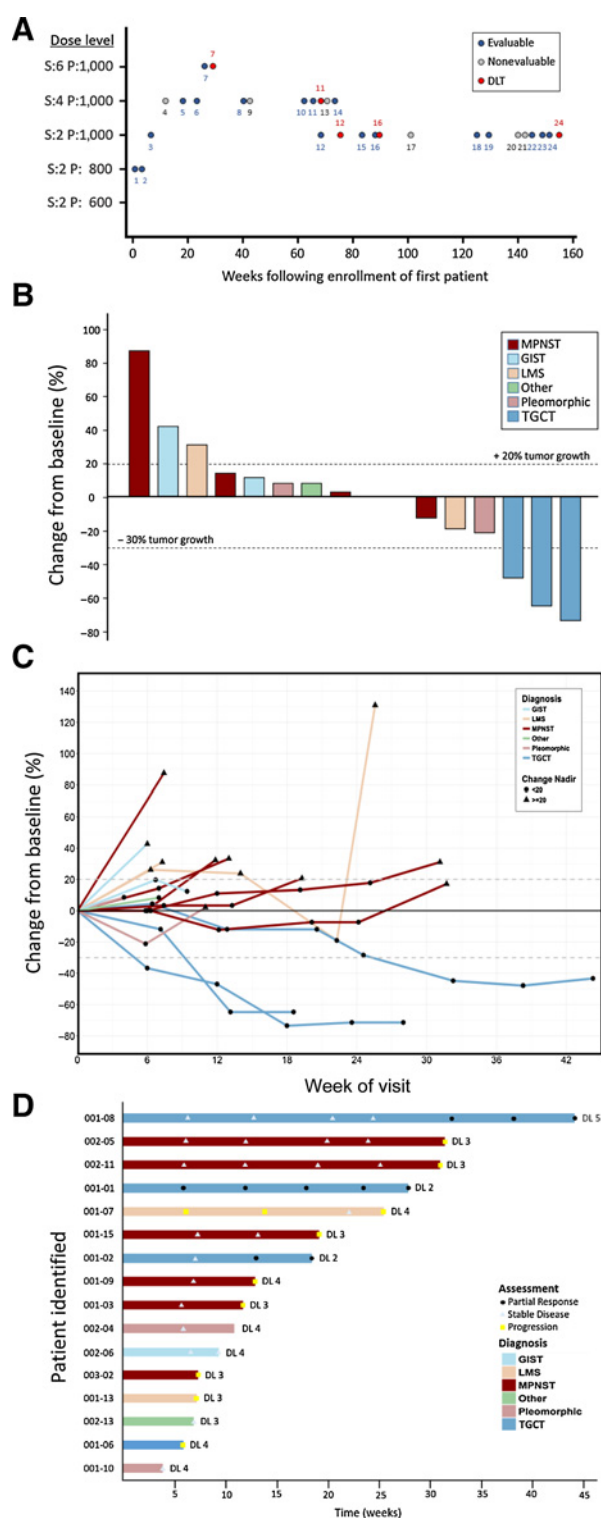 A
Dose level
S:6 P:1,000
S:4 P:1,000
S:2 P:1,000
S:2 P: 800
S:2 P: 600
Evaluable
Nonevaluable
DLT
7
7
11
4 5 6 8 9 10 11 13 14
12 16 24
3 12 15 16 17 18 19 20 21 22 23 24
1 2
0 20 40 60 80 100 120 140 160
Weeks following enrollment of first patient
B
Change from baseline (%)
100
80
60
40
20
0
−20
−40
−60
−80
MPNST
GIST
LMS
Other
Pleomorphic
TGCT
+ 20% tumor growth
− 30% tumor growth
C
Change from baseline (%)
140
120
100
80
60
40
20
0
−20
−40
−60
−80
Diagnosis
GIST
LMS
MPNST
Other
Pleomorphic
TGCT
Change Nadir
<20
>=20
0 6 12 18 24 30 36 42
Week of visit
D
Patient identified
001-08 DL 5
002-05 DL 3
002-11 DL 3
001-01 DL 2
001-07 DL 4
001-15 DL 3
001-02 DL 2
001-09 DL 4
001-03 DL 3
002-04 DL 4
002-06 DL 4
003-02 DL 3
001-13 DL 3
002-13 DL 3
001-06 DL 4
001-10 DL 4
Assessment
Partial Response
Stable Disease
Progression
Diagnosis
GIST
LMS
MPNST
Other
Pleomorphic
TGCT
5 10 15 20 25 30 35 40 45
Time (weeks)